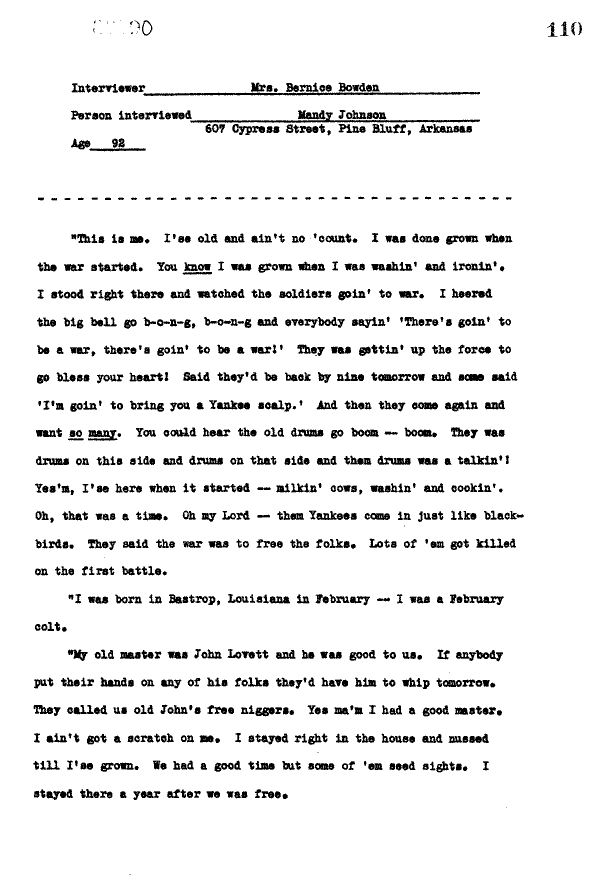 110
Interviewer Mrs. Bernice Bowden
Person interviewed Mandy Johnson
607 Cypress Street, Pine Bluff, Arkansas
Age 92
"This is me. I'se old and ain't no 'count. I was done grown when
the war started. You know I was grown when I was washin' and ironin'.
I stood right there and watched the soldiers goin' to war. I heered
the big bell go b-o-n-g, b-o-n-g and everybody sayin' 'There's goin' to
be a war, there's goin' to be a war!' They was gettin' up the force to
go bless your heart! Said they'd be back by nine tomorrow and some said
'I'm goin' to bring you a Yankee scalp.' And then they come again and
want so many. You could hear the old drums go boom -- boom. They was
drums on this side and drums on that side and them drums was a talkin'!
Yes'm, I'se here when it started -- milkin' cows, washin' and cookin'.
Oh, that was a time. Oh my Lord -- them Yankees come in just like black-
birds. They said the war was to free the folks. Lots of 'em got killed
on the first battle.
"I was born in Bastrop, Louisiana in February -- I was a February
colt.
"My old master was John Lovett and he was good to us. If anybody
put their hands on any of his folks they'd have him to whip tomorrow.
They called us old John's free niggers. Yes ma'm I had a good master.
I ain't got a scratch on me. I stayed right in the house and nussed
till I'se grown. We had a good time but some of 'em seed sights. I
stayed there a year after we was free.